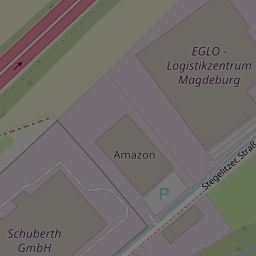 EGLO -
Logistikzentrum
Magdeburg
Amazon
P
Stegelitzer Straß
Schuberth
GmbH